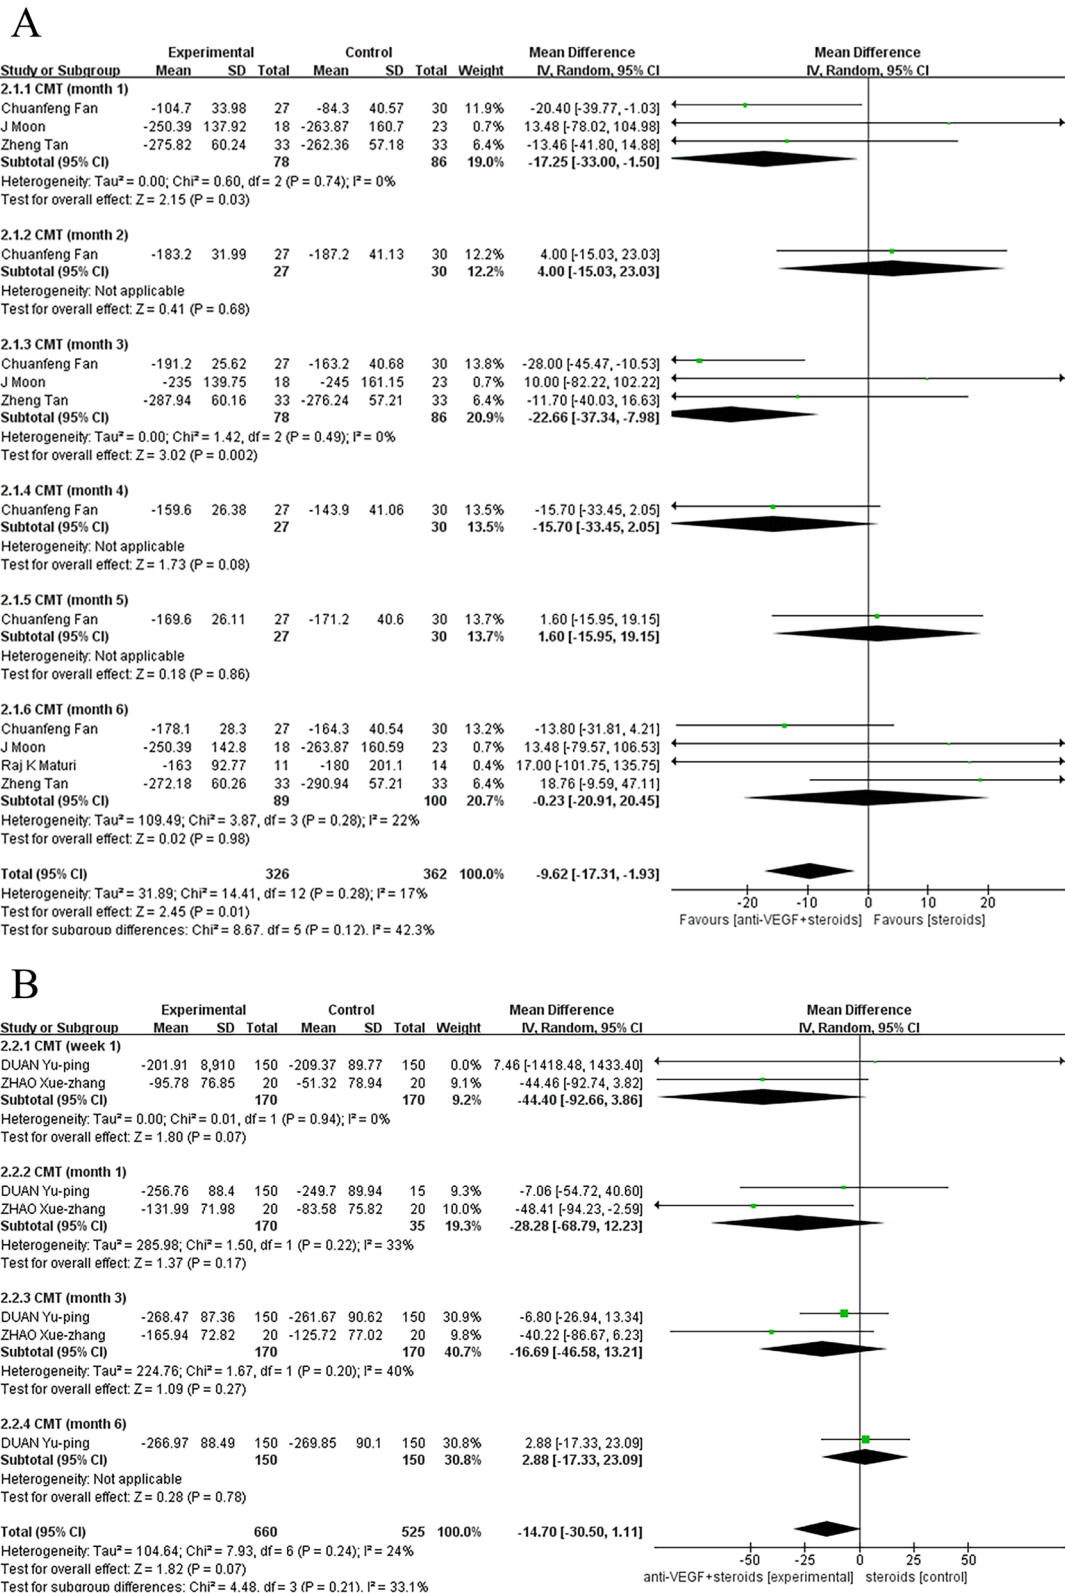 A
Experimental Control Mean Difference Mean Difference
Study or Subgroup Mean SD Total Mean SD Total Weight IV, Random, 95% CI IV, Random, 95% CI
2.1.1 CMT (month 1)
Chuanfeng Fan -104.7 33.98 27 -84.3 40.57 30 11.9% -20.40 [-39.77, -1.03]
J Moon -250.39 137.92 18 -263.87 160.7 23 0.7% 13.48 [-78.02, 104.98]
Zheng Tan -275.82 60.24 33 -262.36 57.18 33 6.4% -13.46 [-41.80, 14.88]
Subtotal (95% CI) 78 86 19.0% -17.25 [-33.00, -1.50]
Heterogeneity: Tau² = 0.00; Chi² = 0.60, df = 2 (P = 0.74); I² = 0%
Test for overall effect: Z = 2.15 (P = 0.03)
2.1.2 CMT (month 2)
Chuanfeng Fan -183.2 31.99 27 -187.2 41.13 30 12.2% 4.00 [-15.03, 23.03]
Subtotal (95% CI) 27 30 12.2% 4.00 [-15.03, 23.03]
Heterogeneity: Not applicable
Test for overall effect: Z = 0.41 (P = 0.68)
2.1.3 CMT (month 3)
Chuanfeng Fan -191.2 25.62 27 -163.2 40.68 30 13.8% -28.00 [-45.47, -10.53]
J Moon -235 139.75 18 -245 161.15 23 0.7% 10.00 [-82.22, 102.22]
Zheng Tan -287.94 60.16 33 -276.24 57.21 33 6.4% -11.70 [-40.03, 16.63]
Subtotal (95% CI) 78 86 20.9% -22.66 [-37.34, -7.98]
Heterogeneity: Tau² = 0.00; Chi² = 1.42, df = 2 (P = 0.49); I² = 0%
Test for overall effect: Z = 3.02 (P = 0.002)
2.1.4 CMT (month 4)
Chuanfeng Fan -159.6 26.38 27 -143.9 41.06 30 13.5% -15.70 [-33.45, 2.05]
Subtotal (95% CI) 27 30 13.5% -15.70 [-33.45, 2.05]
Heterogeneity: Not applicable
Test for overall effect: Z = 1.73 (P = 0.08)
2.1.5 CMT (month 5)
Chuanfeng Fan -169.6 26.11 27 -171.2 40.6 30 13.7% 1.60 [-15.95, 19.15]
Subtotal (95% CI) 27 30 13.7% 1.60 [-15.95, 19.15]
Heterogeneity: Not applicable
Test for overall effect: Z = 0.18 (P = 0.86)
2.1.6 CMT (month 6)
Chuanfeng Fan -178.1 28.3 27 -164.3 40.54 30 13.2% -13.80 [-31.81, 4.21]
J Moon -250.39 142.8 18 -263.87 160.59 23 0.7% 13.48 [-79.57, 106.53]
Raj K Maturi -163 92.77 11 -180 201.1 14 0.4% 17.00 [-101.75, 135.75]
Zheng Tan -272.18 60.26 33 -290.94 57.21 33 6.4% 18.76 [-9.59, 47.11]
Subtotal (95% CI) 89 100 20.7% -0.23 [-20.91, 20.45]
Heterogeneity: Tau² = 109.49; Chi² = 3.87, df = 3 (P = 0.28); I² = 22%
Test for overall effect: Z = 0.02 (P = 0.98)
Total (95% CI) 326 362 100.0% -9.62 [-17.31, -1.93]
Heterogeneity: Tau² = 31.89; Chi² = 14.41, df = 12 (P = 0.28); I² = 17%
Test for overall effect: Z = 2.45 (P = 0.01)
Test for subgroup differences: Chi² = 8.67, df = 5 (P = 0.12), I² = 42.3%
-20 -10 0 10 20
Favours [anti-VEGF+steroids] Favours [steroids]
B
Experimental Control Mean Difference Mean Difference
Study or Subgroup Mean SD Total Mean SD Total Weight IV, Random, 95% CI IV, Random, 95% CI
2.2.1 CMT (week 1)
DUAN Yu-ping -201.91 8,910 150 -209.37 89.77 150 0.0% 7.46 [-1418.48, 1433.40]
ZHAO Xue-zhang -95.78 76.85 20 -51.32 78.94 20 9.1% -44.46 [-92.74, 3.82]
Subtotal (95% CI) 170 170 9.2% -44.40 [-92.66, 3.86]
Heterogeneity: Tau² = 0.00; Chi² = 0.01, df = 1 (P = 0.94); I² = 0%
Test for overall effect: Z = 1.80 (P = 0.07)
2.2.2 CMT (month 1)
DUAN Yu-ping -256.76 88.4 150 -249.7 89.94 15 9.3% -7.06 [-54.72, 40.60]
ZHAO Xue-zhang -131.99 71.98 20 -83.58 75.82 20 10.0% -48.41 [-94.23, -2.59]
Subtotal (95% CI) 170 35 19.3% -28.28 [-68.79, 12.23]
Heterogeneity: Tau² = 285.98; Chi² = 1.50, df = 1 (P = 0.22); I² = 33%
Test for overall effect: Z = 1.37 (P = 0.17)
2.2.3 CMT (month 3)
DUAN Yu-ping -268.47 87.36 150 -261.67 90.62 150 30.9% -6.80 [-26.94, 13.34]
ZHAO Xue-zhang -165.94 72.82 20 -125.72 77.02 20 9.8% -40.22 [-86.67, 6.23]
Subtotal (95% CI) 170 170 40.7% -16.69 [-46.58, 13.21]
Heterogeneity: Tau² = 224.76; Chi² = 1.67, df = 1 (P = 0.20); I² = 40%
Test for overall effect: Z = 1.09 (P = 0.27)
2.2.4 CMT (month 6)
DUAN Yu-ping -266.97 88.49 150 -269.85 90.1 150 30.8% 2.88 [-17.33, 23.09]
Subtotal (95% CI) 150 150 30.8% 2.88 [-17.33, 23.09]
Heterogeneity: Not applicable
Test for overall effect: Z = 0.28 (P = 0.78)
Total (95% CI) 660 525 100.0% -14.70 [-30.50, 1.11]
Heterogeneity: Tau² = 104.64; Chi² = 7.93, df = 6 (P = 0.24); I² = 24%
Test for overall effect: Z = 1.82 (P = 0.07)
Test for subgroup differences: Chi² = 4.48, df = 3 (P = 0.21), I² = 33.1%
-50 -25 0 25 50
anti-VEGF+steroids [experimental] steroids [control]